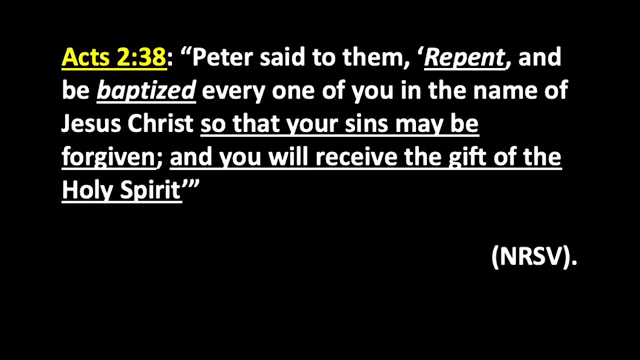 Acts 2:38: “Peter said to them, ‘Repent, and
be baptized every one of you in the name of
Jesus Christ so that your sins may be
forgiven; and you will receive the gift of the
Holy Spirit’”
(NRSV).